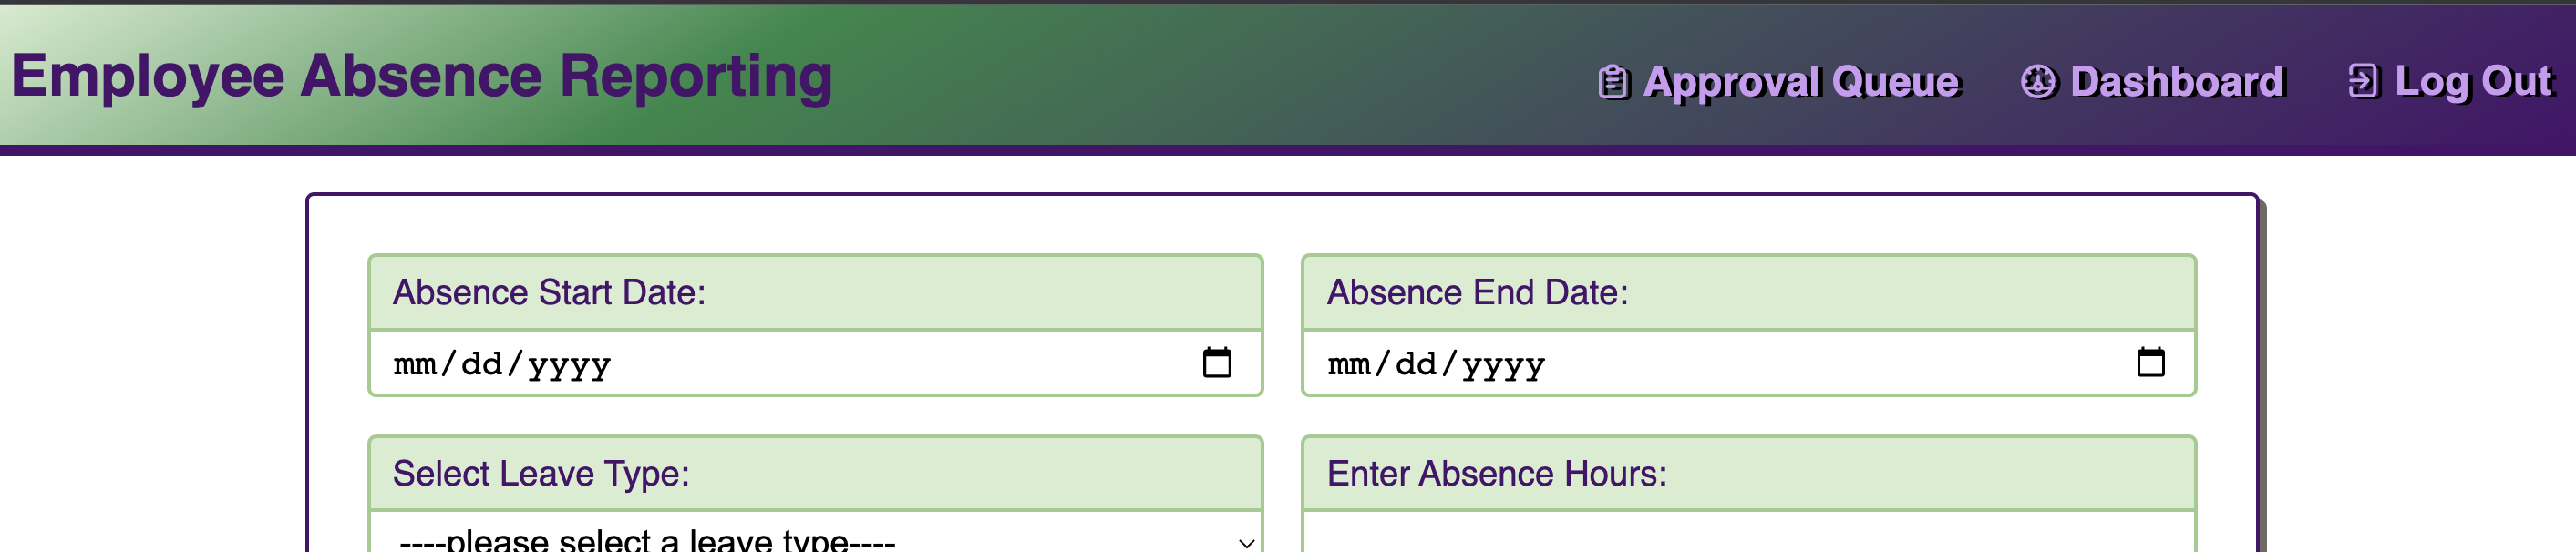 Employee Absence Reporting
Approval Queue Dashboard Log Out
Absence Start Date: Absence End Date:
mm/dd/yyyy mm/dd/yyyy
Select Leave Type: Enter Absence Hours:
----please select a leave type----